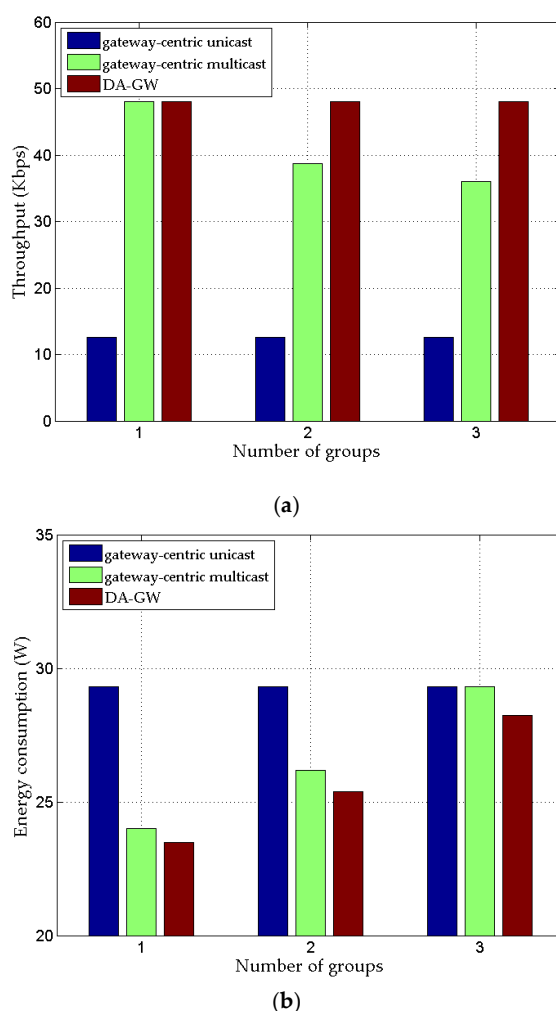 60
50
40
30
20
10
0
Throughput (Kbps)
gateway-centric unicast
gateway-centric multicast
DA-GW
1 2 3
Number of groups
(a)
35
30
25
20
Energy consumption (W)
gateway-centric unicast
gateway-centric multicast
DA-GW
1 2 3
Number of groups
(b)